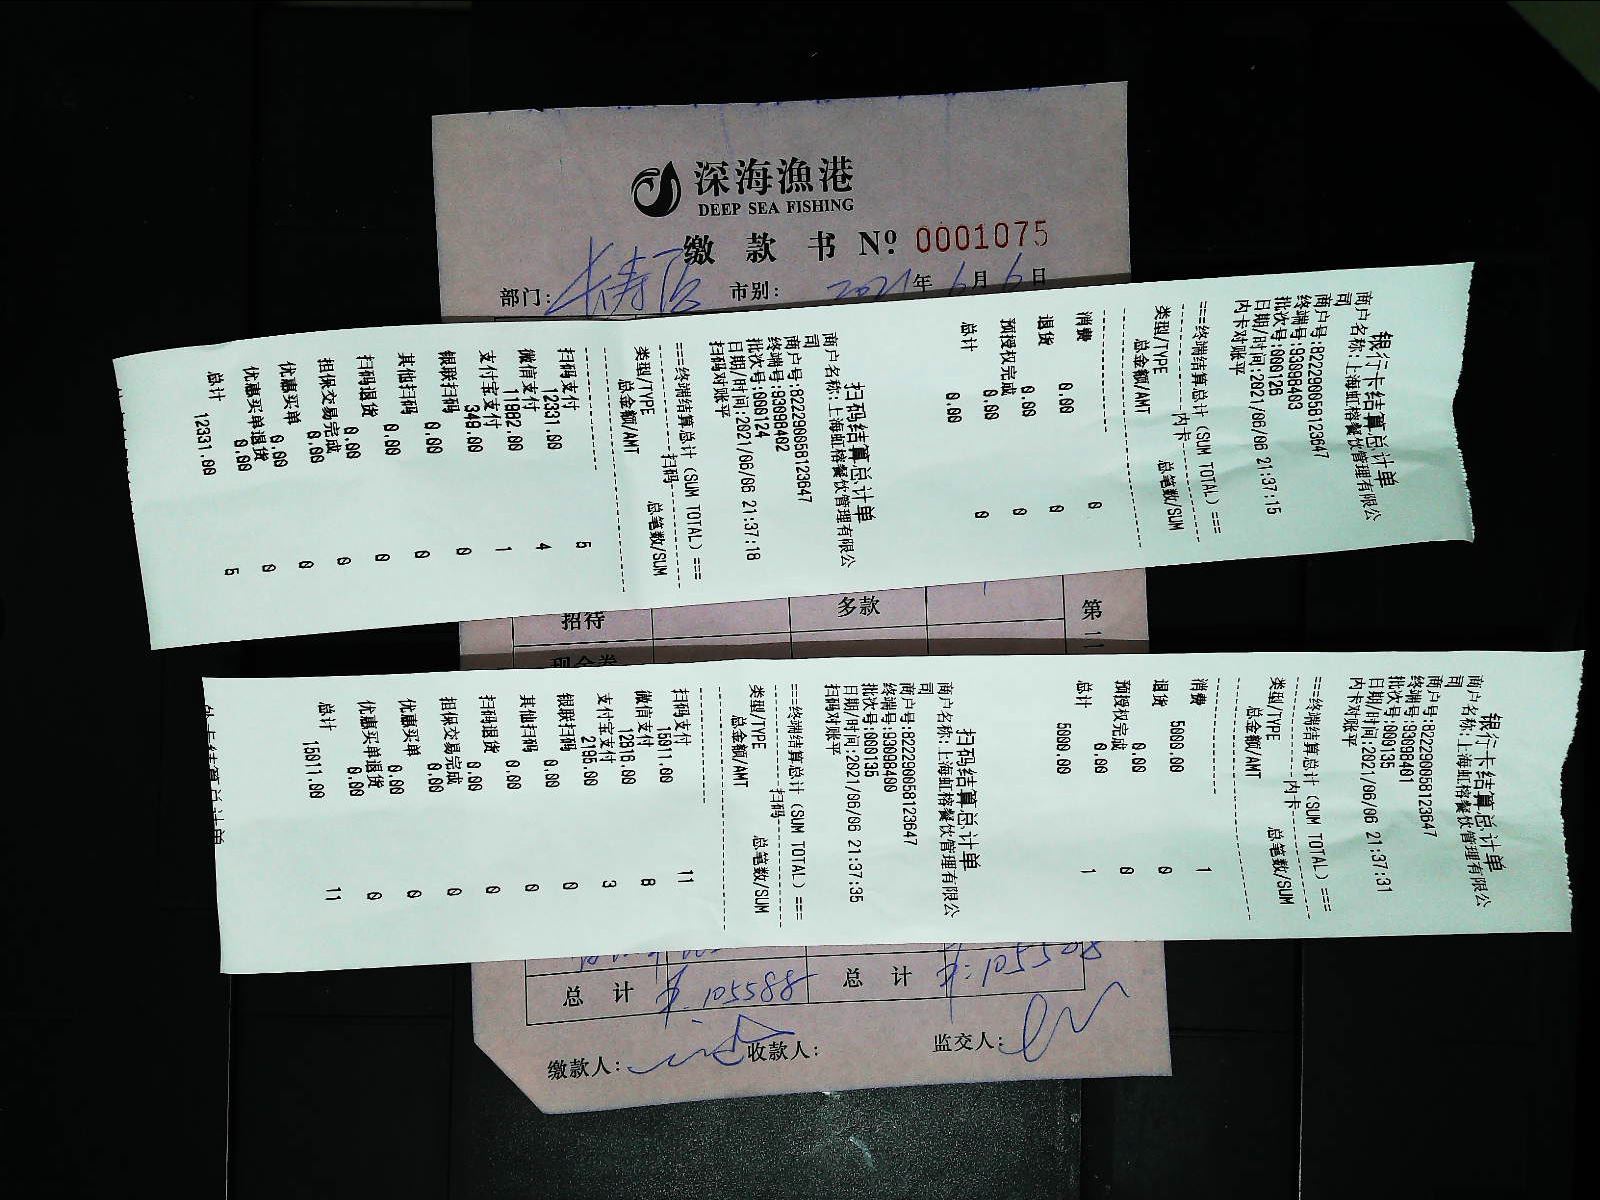 深海漁港
DEEP SEA FISHING
缴款书 Nº 0001075
部门: 长寿店 市别: 2021年6月6日
银行卡结算总计单
商户名称:上海虹榕餐饮管理有限公
司
商户号:822290058123647
终端号:93098403
批次号:000126
日期/时间:2021/06/06 21:37:15
内卡对账平
===终端结算总计(SUM TOTAL)===
内卡
类型/TYPE 总笔数/SUM
总金额/AMT
消费 0
0.00
退货 0
0.00
预授权完成 0
0.00
总计 0
0.00
扫码结算总计单
商户名称:上海虹榕餐饮管理有限公
司
商户号:822290058123647
终端号:93098402
批次号:000124
日期/时间:2021/06/06 21:37:18
扫码对账平
===终端结算总计(SUM TOTAL)===
扫码
类型/TYPE 总笔数/SUM
总金额/AMT
扫码支付 5
12331.00
微信支付 4
11982.00
支付宝支付 1
349.00
银联扫码 0
0.00
其他扫码 0
0.00
扫码退货 0
0.00
担保交易完成 0
0.00
优惠买单 0
0.00
优惠买单退货 0
0.00
总计 5
12331.00
招待 多款
第1
现金券
银行卡结算总计单
商户名称:上海虹榕餐饮管理有限公
司
商户号:822290058123647
终端号:93098401
批次号:000135
日期/时间:2021/06/06 21:37:31
内卡对账平
===终端结算总计(SUM TOTAL)===
内卡
类型/TYPE 总笔数/SUM
总金额/AMT
消费 1
5000.00
退货 0
0.00
预授权完成 0
0.00
总计 1
5000.00
扫码结算总计单
商户名称:上海虹榕餐饮管理有限公
司
商户号:822290058123647
终端号:93098400
批次号:000135
日期/时间:2021/06/06 21:37:35
扫码对账平
===终端结算总计(SUM TOTAL)===
扫码
类型/TYPE 总笔数/SUM
总金额/AMT
扫码支付 11
15011.00
微信支付 8
12816.00
支付宝支付 3
2195.00
银联扫码 0
0.00
其他扫码 0
0.00
扫码退货 0
0.00
担保交易完成 0
0.00
优惠买单 0
0.00
优惠买单退货 0
0.00
总计 11
15011.00
总计 总计
缴款人: 收款人: 监交人: